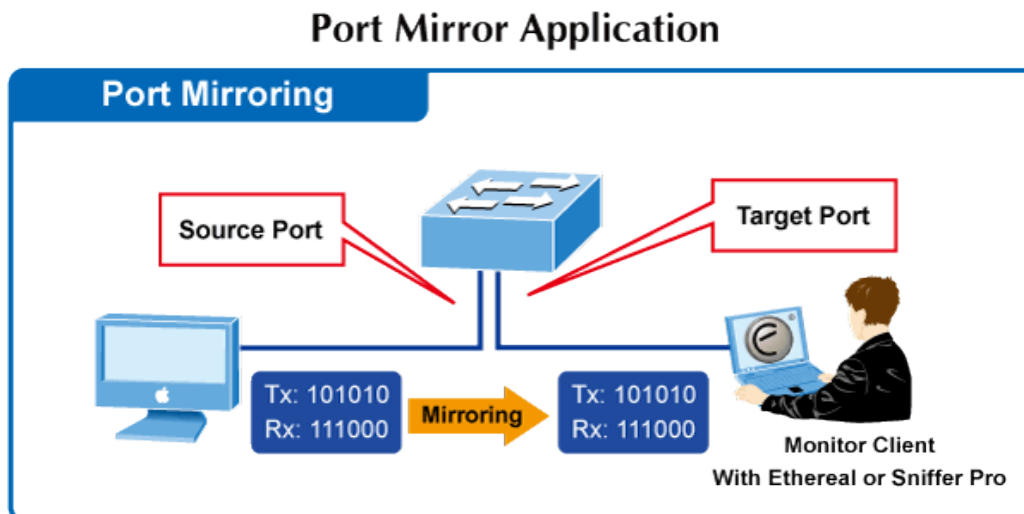 Port Mirror Application
Port Mirroring
Source Port
Target Port
Tx: 101010
Rx: 111000
Mirroring
Tx: 101010
Rx: 111000
Monitor Client
With Ethereal or Sniffer Pro